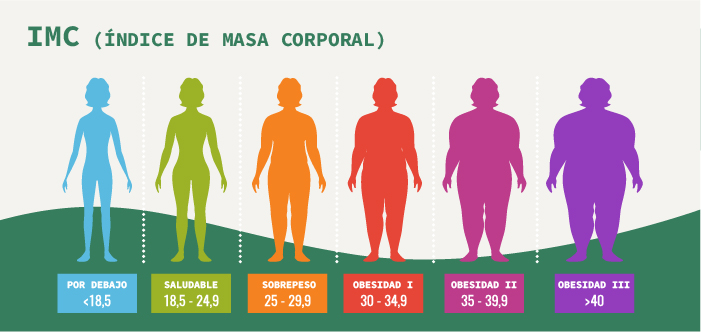 IMC (ÍNDICE DE MASA CORPORAL)
POR DEBAJO
<18,5
SALUDABLE
18,5 - 24,9
SOBREPESO
25 - 29,9
OBESIDAD I
30 - 34,9
OBESIDAD II
35 - 39,9
OBESIDAD III
>40